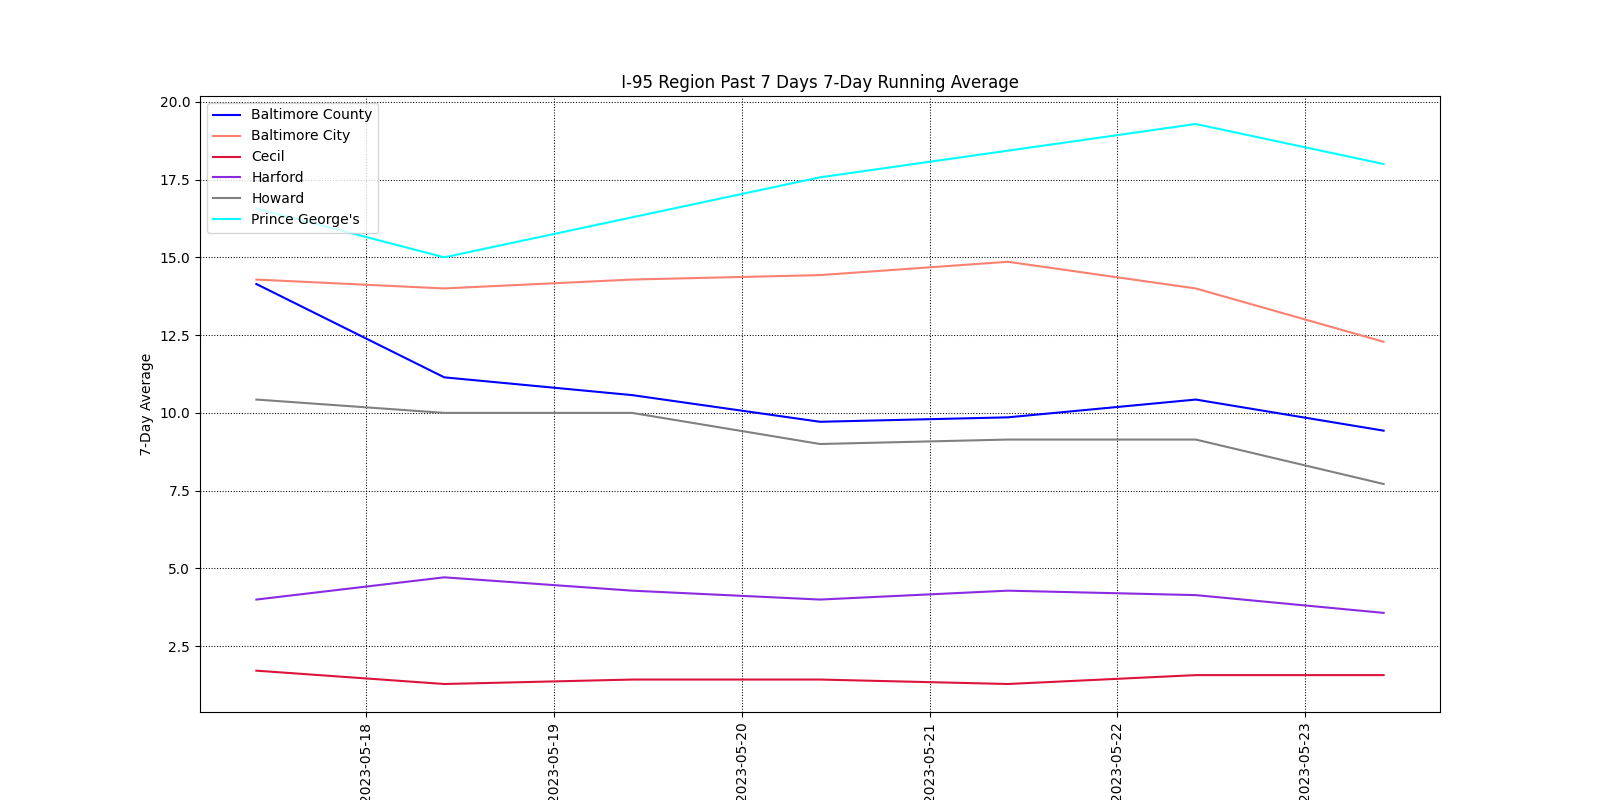 I-95 Region Past 7 Days 7-Day Running Average
20.0
17.5
15.0
12.5
10.0
7.5
5.0
2.5
7-Day Average
Baltimore County
Baltimore City
Cecil
Harford
Howard
Prince George's
2023-05-18
2023-05-19
2023-05-20
2023-05-21
2023-05-22
2023-05-23